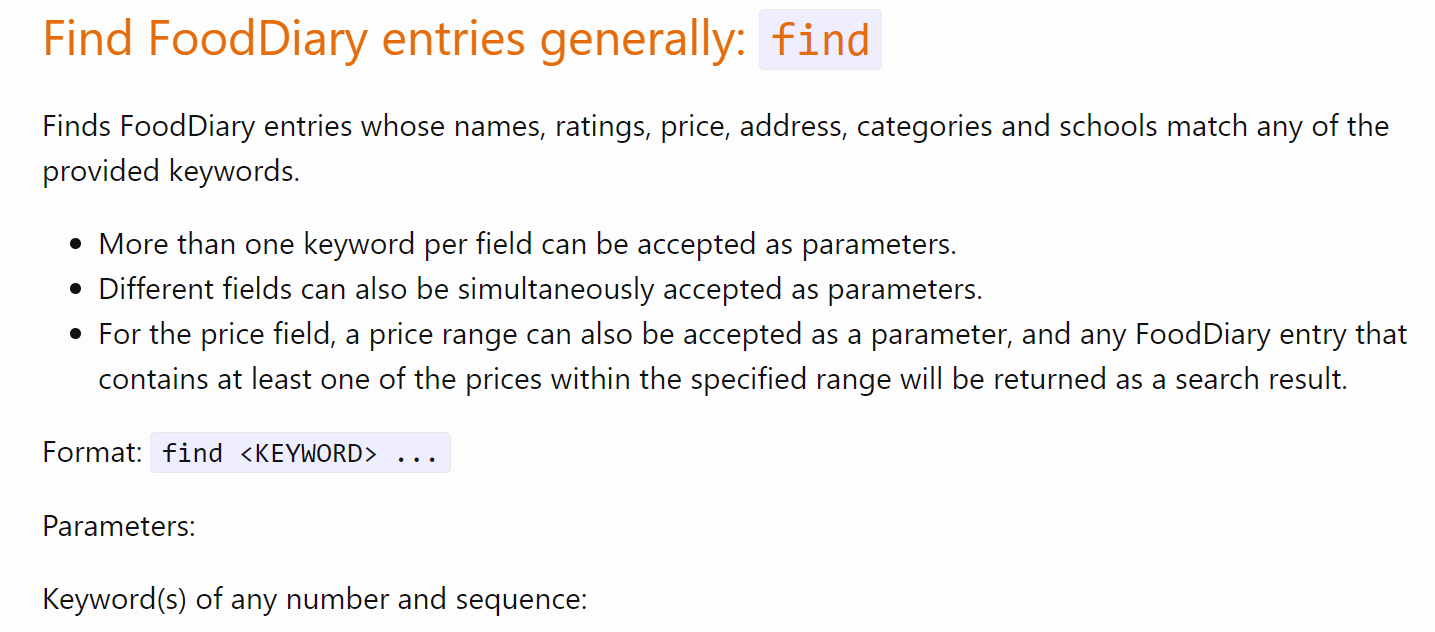 Find FoodDiary entries generally: find
Finds FoodDiary entries whose names, ratings, price, address, categories and schools match any of the
provided keywords.
• More than one keyword per field can be accepted as parameters.
• Different fields can also be simultaneously accepted as parameters.
• For the price field, a price range can also be accepted as a parameter, and any FoodDiary entry that
contains at least one of the prices within the specified range will be returned as a search result.
Format: find <KEYWORD> ...
Parameters:
Keyword(s) of any number and sequence: